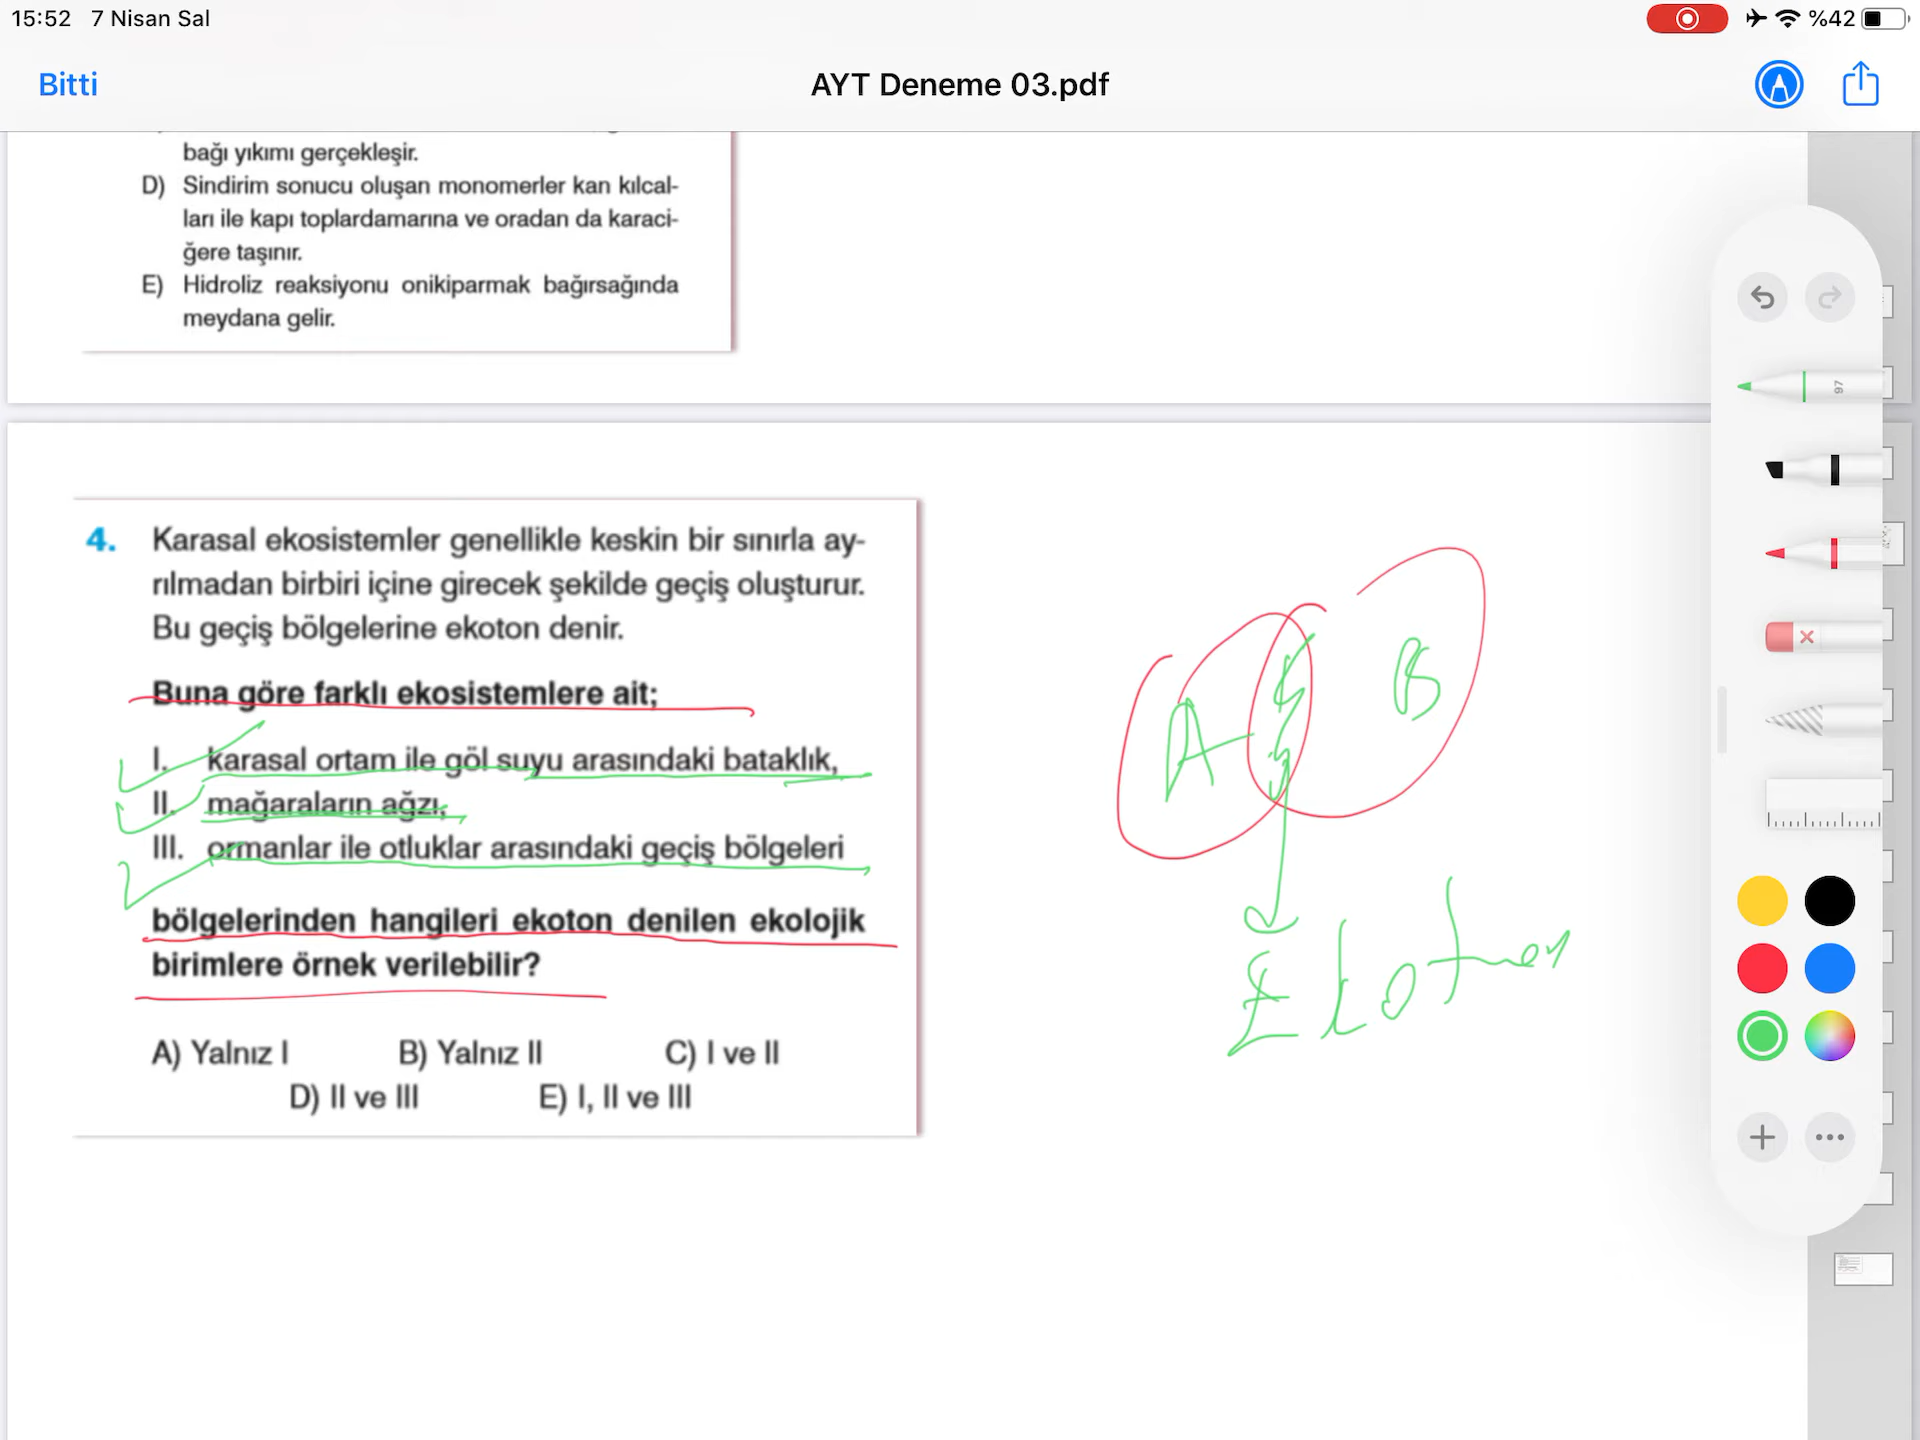 15:52 7 Nisan Sal
%42
Bitti
AYT Deneme 03.pdf
bağı yıkımı gerçekleşir.
D) Sindirim sonucu oluşan monomerler kan kılcal-
ları ile kapı toplardamarına ve oradan da karaci-
ğere taşınır.
E) Hidroliz reaksiyonu onikiparmak bağırsağında
meydana gelir.
97
4. Karasal ekosistemler genellikle keskin bir sınırla ay-
rılmadan birbiri içine girecek şekilde geçiş oluşturur.
Bu geçiş bölgelerine ekoton denir.
Buna göre farklı ekosistemlere ait;
I. karasal ortam ile göl suyu arasındaki bataklık,
II. mağaraların ağzı,
III. ormanlar ile otluklar arasındaki geçiş bölgeleri
bölgelerinden hangileri ekoton denilen ekolojik
birimlere örnek verilebilir?
A) Yalnız I B) Yalnız II C) I ve II
D) II ve III E) I, II ve III
A B